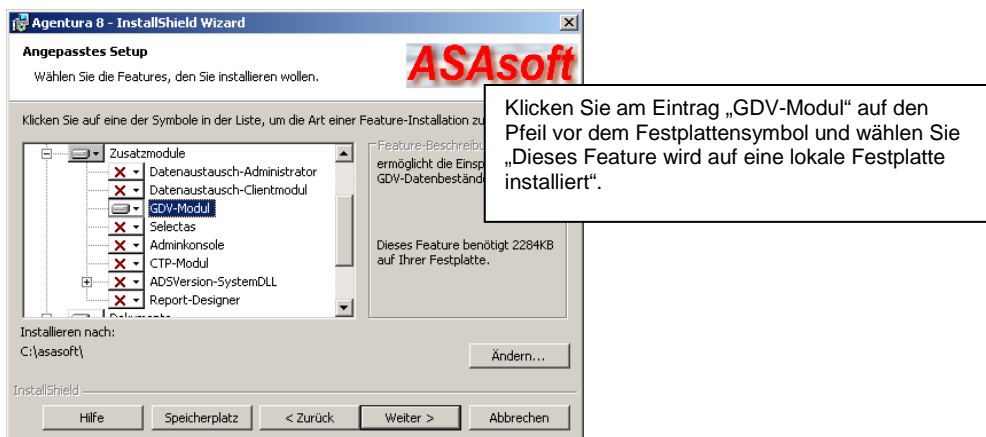 Agentura 8 - InstallShield Wizard
Angepasstes Setup
Wählen Sie die Features, den Sie installieren wollen.
ASAsoft
Klicken Sie auf eine der Symbole in der Liste, um die Art einer Feature-Installation zu
Zusatzmodule
Datenaustausch-Administrator
Datenaustausch-Clientmodul
GDV-Modul
Selectas
Adminkonsole
CTP-Modul
ADSVersion-SystemDLL
Report-Designer
Feature-Beschreibu
ermöglicht die Einsp
GDV-Datenbestände
Dieses Feature benötigt 2284KB
auf Ihrer Festplatte.
Installieren nach:
C:\asasoft\
Ändern...
InstallShield
Hilfe
Speicherplatz
< Zurück
Weiter >
Abbrechen
Klicken Sie am Eintrag „GDV-Modul“ auf den
Pfeil vor dem Festplattensymbol und wählen Sie
„Dieses Feature wird auf eine lokale Festplatte
installiert“.